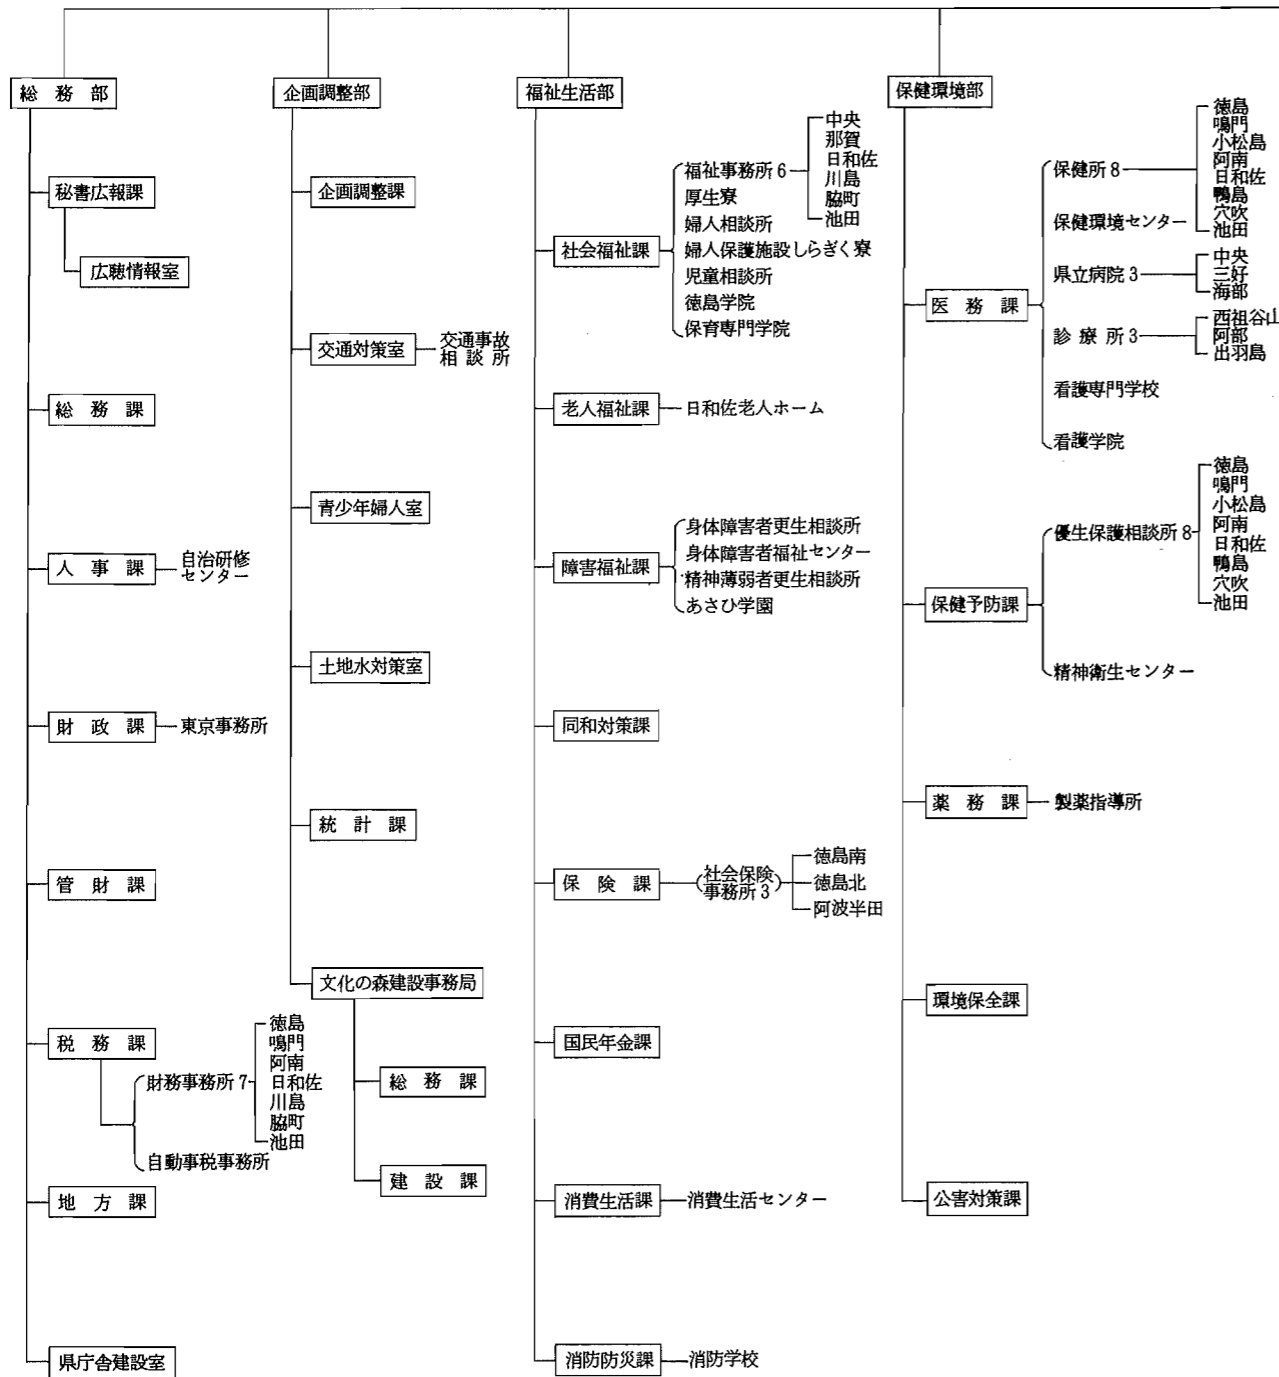 総務部
秘書広報課
広聴情報室
総務課
人事課
自治研修
センター
財政課
東京事務所
管財課
税務課
財務事務所7
徳島
鳴門
阿南
日和佐
川島
脇町
池田
自動車税事務所
地方課
県庁舎建設室
企画調整部
企画調整課
交通対策室
交通事故
相談所
青少年婦人室
土地水対策室
統計課
文化の森建設事務局
総務課
建設課
福祉生活部
社会福祉課
福祉事務所6
中央
那賀
日和佐
川島
脇町
池田
厚生寮
婦人相談所
婦人保護施設しらぎく寮
児童相談所
徳島学院
保育専門学院
老人福祉課
日和佐老人ホーム
障害福祉課
身体障害者更生相談所
身体障害者福祉センター
精神薄弱者更生相談所
あさひ学園
同和対策課
保険課
(社会保険
事務所3)
徳島南
徳島北
阿波半田
国民年金課
消費生活課
消費生活センター
消防防災課
消防学校
保健環境部
医務課
保健所8
徳島
鳴門
小松島
阿南
日和佐
鴨島
穴吹
池田
保健環境センター
県立病院3
中央
三好
海部
診療所3
西祖谷山
阿部
出羽島
看護専門学校
看護学院
保健予防課
優生保護相談所8
徳島
鳴門
小松島
阿南
日和佐
鴨島
穴吹
池田
精神衛生センター
薬務課
製薬指導所
環境保全課
公害対策課